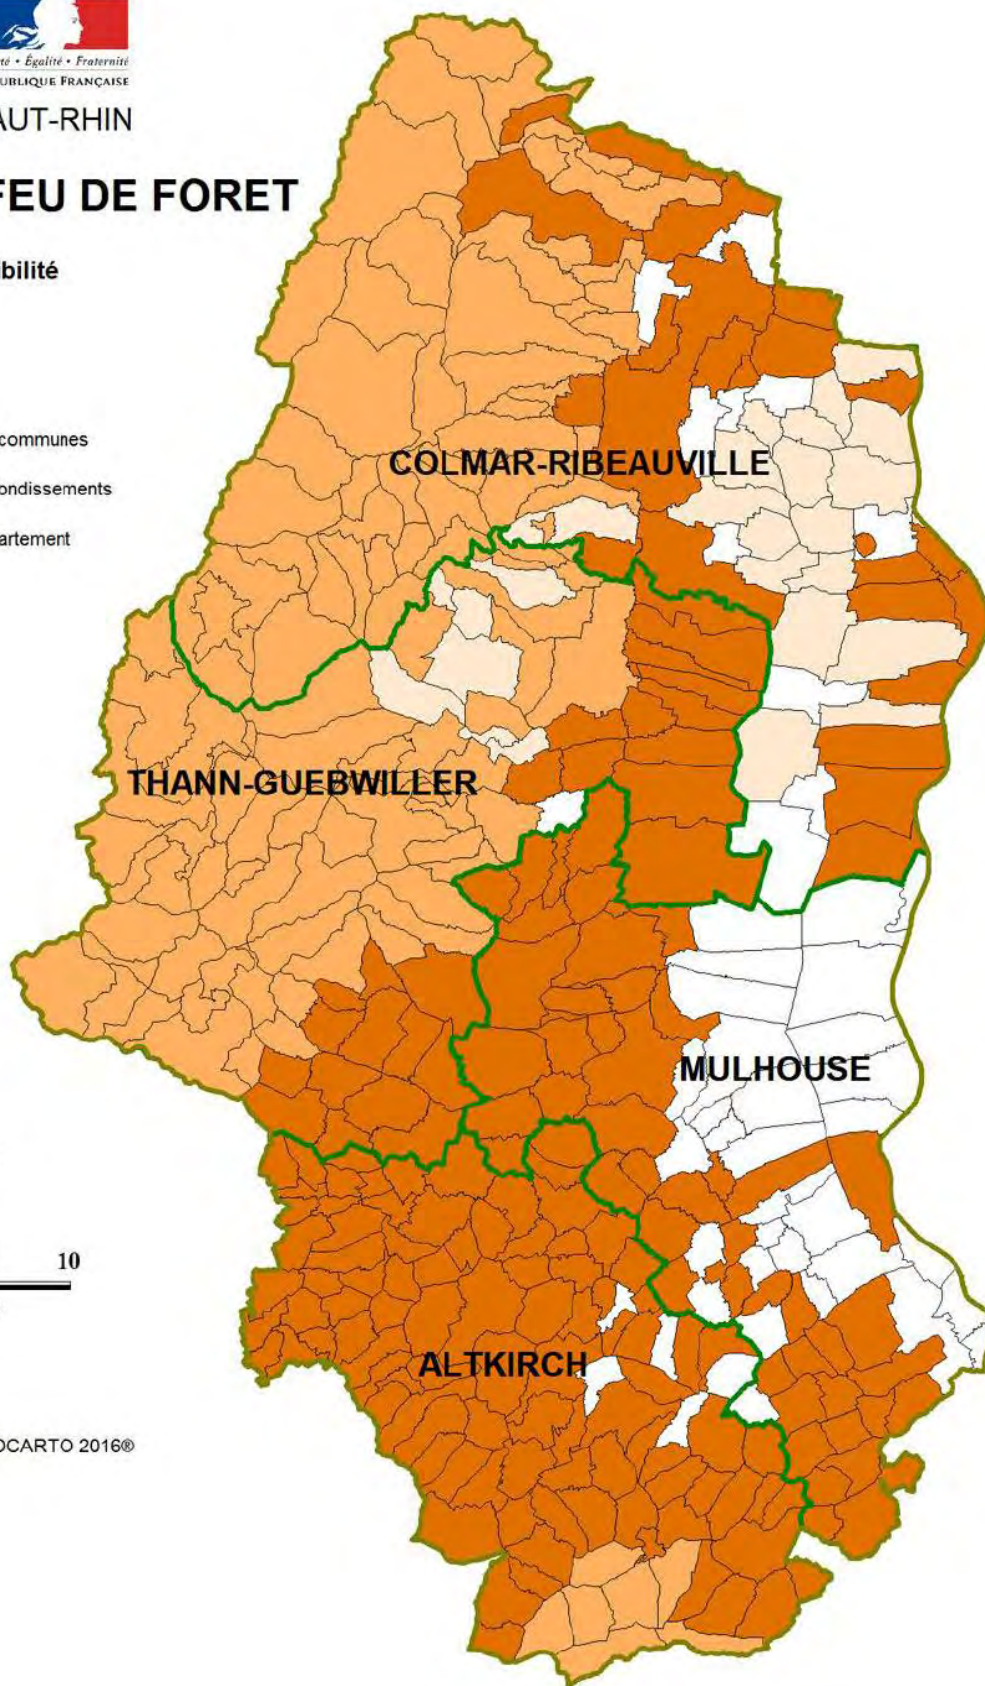 té • Égalité • Fraternité
UBLIQUE FRANÇAISE
AUT-RHIN
FEU DE FORET
bilité
communes
ondissements
artement
COLMAR-RIBEAUVILLE
THANN-GUEBWILLER
MULHOUSE
10
ALTKIRCH
OCARTO 2016®